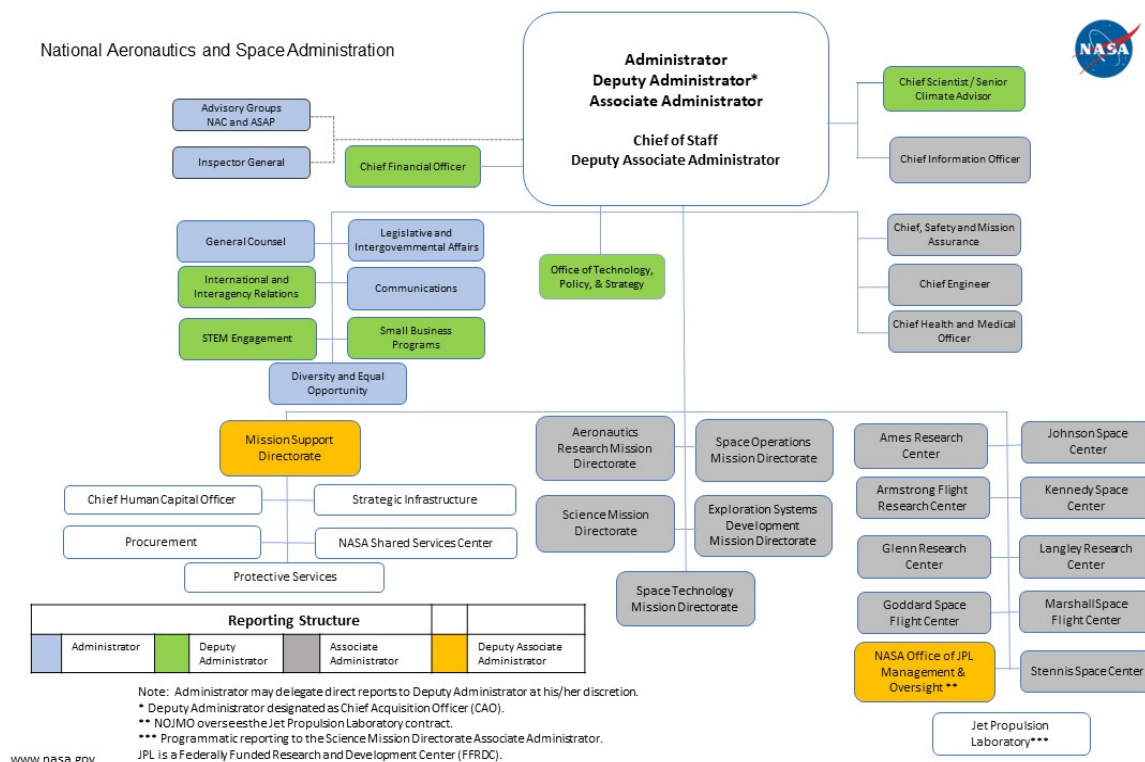 National Aeronautics and Space Administration
NASA
Administrator
Deputy Administrator*
Associate Administrator
Chief of Staff
Deputy Associate Administrator
Advisory Groups
NAC and ASAP
Inspector General
Chief Financial Officer
Chief Scientist / Senior
Climate Advisor
Chief Information Officer
General Counsel
Legislative and
Intergovernmental Affairs
International and
Interagency Relations
Communications
STEM Engagement
Small Business
Programs
Diversity and Equal
Opportunity
Office of Technology,
Policy, & Strategy
Chief, Safety and Mission
Assurance
Chief Engineer
Chief Health and Medical
Officer
Mission Support
Directorate
Chief Human Capital Officer
Strategic Infrastructure
Procurement
NASA Shared Services Center
Protective Services
Aeronautics
Research Mission
Directorate
Space Operations
Mission Directorate
Science Mission
Directorate
Exploration Systems
Development
Mission Directorate
Space Technology
Mission Directorate
Ames Research
Center
Johnson Space
Center
Armstrong Flight
Research Center
Kennedy Space
Center
Glenn Research
Center
Langley Research
Center
Goddard Space
Flight Center
Marshall Space
Flight Center
NASA Office of JPL
Management &
Oversight **
Stennis Space Center
Jet Propulsion
Laboratory***
Reporting Structure
Administrator
Deputy
Administrator
Associate
Administrator
Deputy Associate
Administrator
Note: Administrator may delegate direct reports to Deputy Administrator at his/her discretion.
* Deputy Administrator designated as Chief Acquisition Officer (CAO).
** NOJMO oversees the Jet Propulsion Laboratory contract.
*** Programmatic reporting to the Science Mission Directorate Associate Administrator.
JPL is a Federally Funded Research and Development Center (FFRDC).
www.nasa.gov